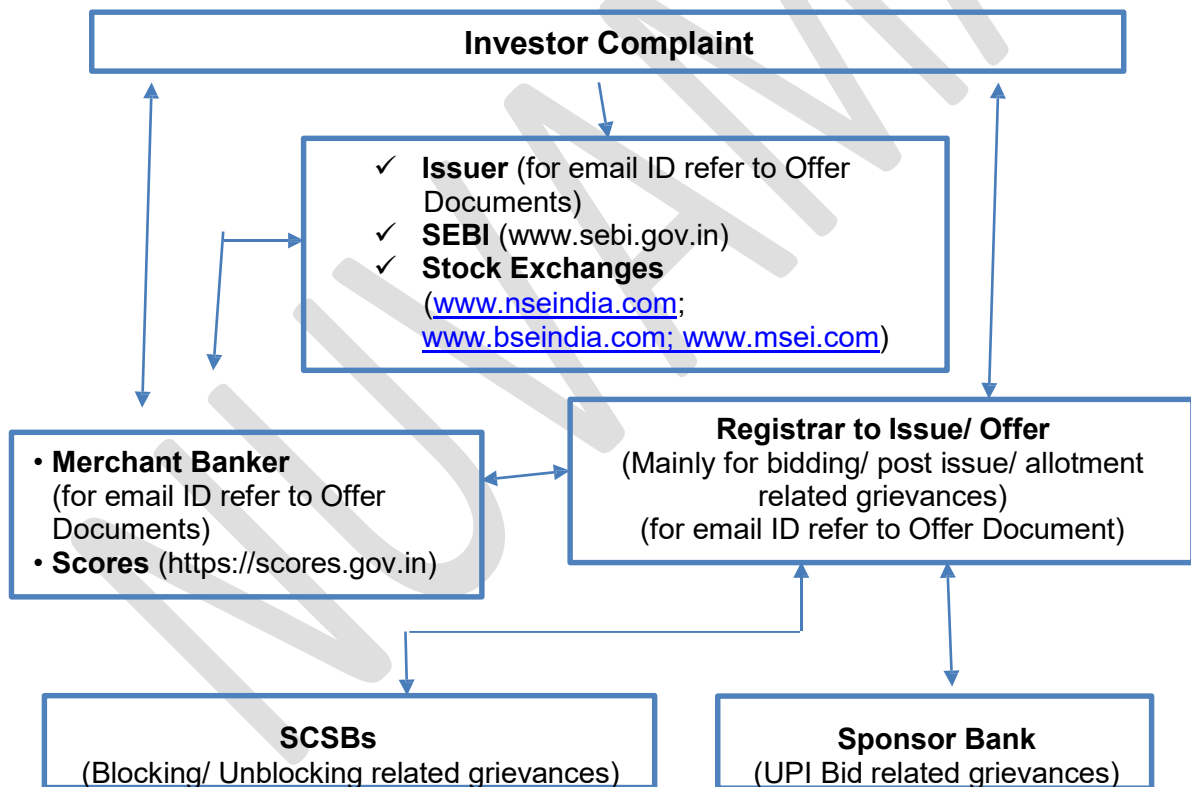 Investor Complaint
✓ Issuer (for email ID refer to Offer
Documents)
✓ SEBI (www.sebi.gov.in)
✓ Stock Exchanges
(www.nseindia.com;
www.bseindia.com; www.msei.com)
• Merchant Banker
(for email ID refer to Offer
Documents)
• Scores (https://scores.gov.in)
Registrar to Issue/ Offer
(Mainly for bidding/ post issue/ allotment
related grievances)
(for email ID refer to Offer Document)
SCSBs
(Blocking/ Unblocking related grievances)
Sponsor Bank
(UPI Bid related grievances)
NUVAM